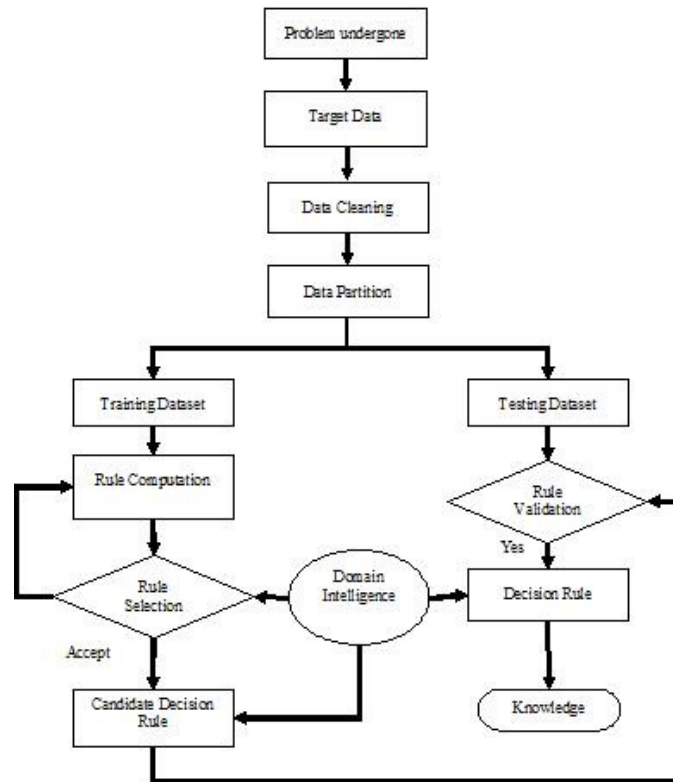 Problem undergone
Target Data
Data Cleaning
Data Partition
Training Dataset
Testing Dataset
Rule Computation
Rule
Validation
Yes
Rule
Selection
Domain
Intelligence
Decision Rule
Accept
Candidate Decision
Rule
Knowledge